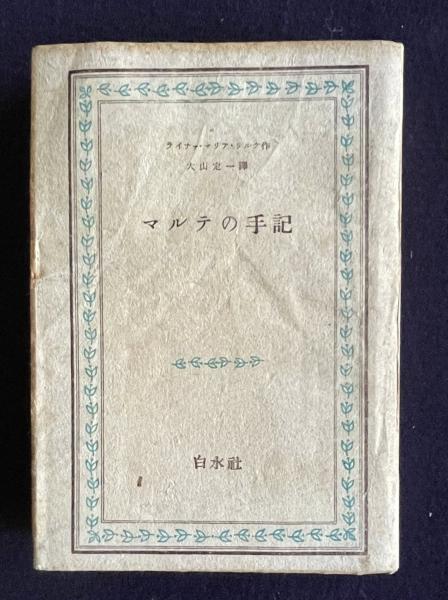 ライナー・マリア・リルケ作
大山定一譯
マルテの手記
白水社